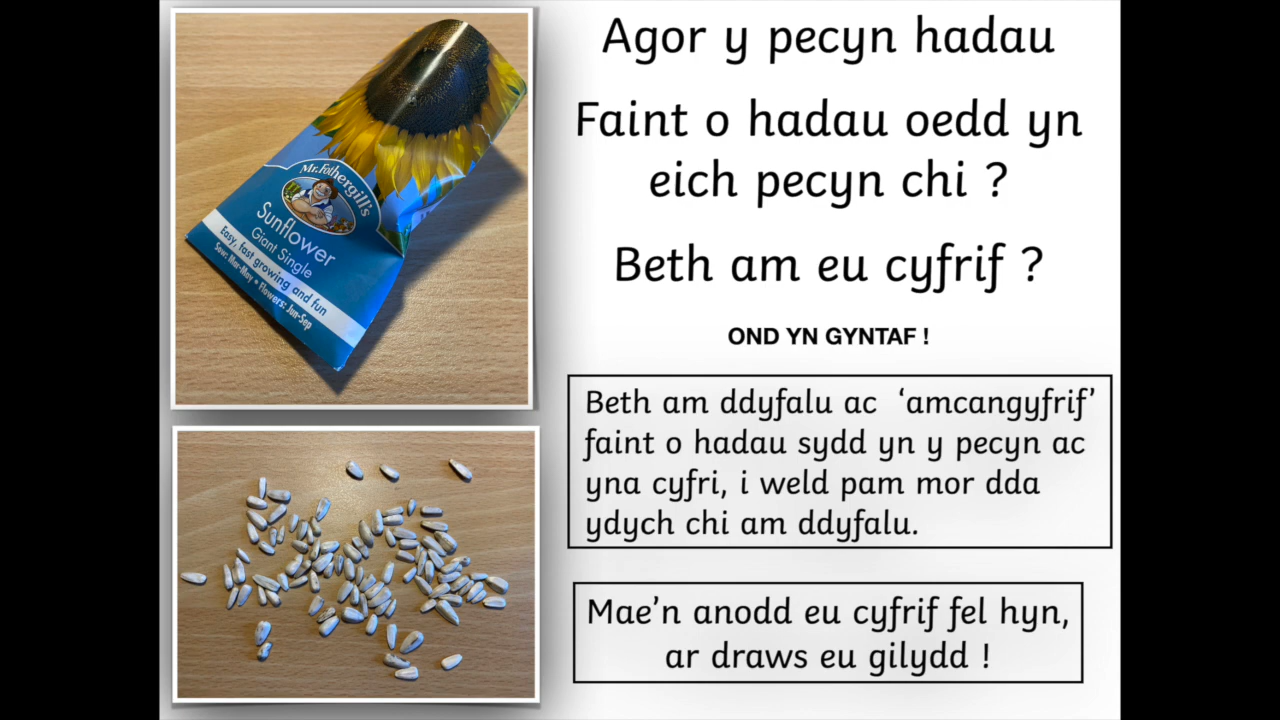 Agor y pecyn hadau
Faint o hadau oedd yn
eich pecyn chi ?
Beth am eu cyfrif ?
OND YN GYNTAF !
Beth am ddyfalu ac ‘amcangyfrif’
faint o hadau sydd yn y pecyn ac
yna cyfri, i weld pam mor dda
ydych chi am ddyfalu.
Mae’n anodd eu cyfrif fel hyn,
ar draws eu gilydd !
Mr.Fothergill's
Sunflower
Giant Single
Easy, fast growing and fun
Sow: Mar-May • Flowers: Jun-Sep